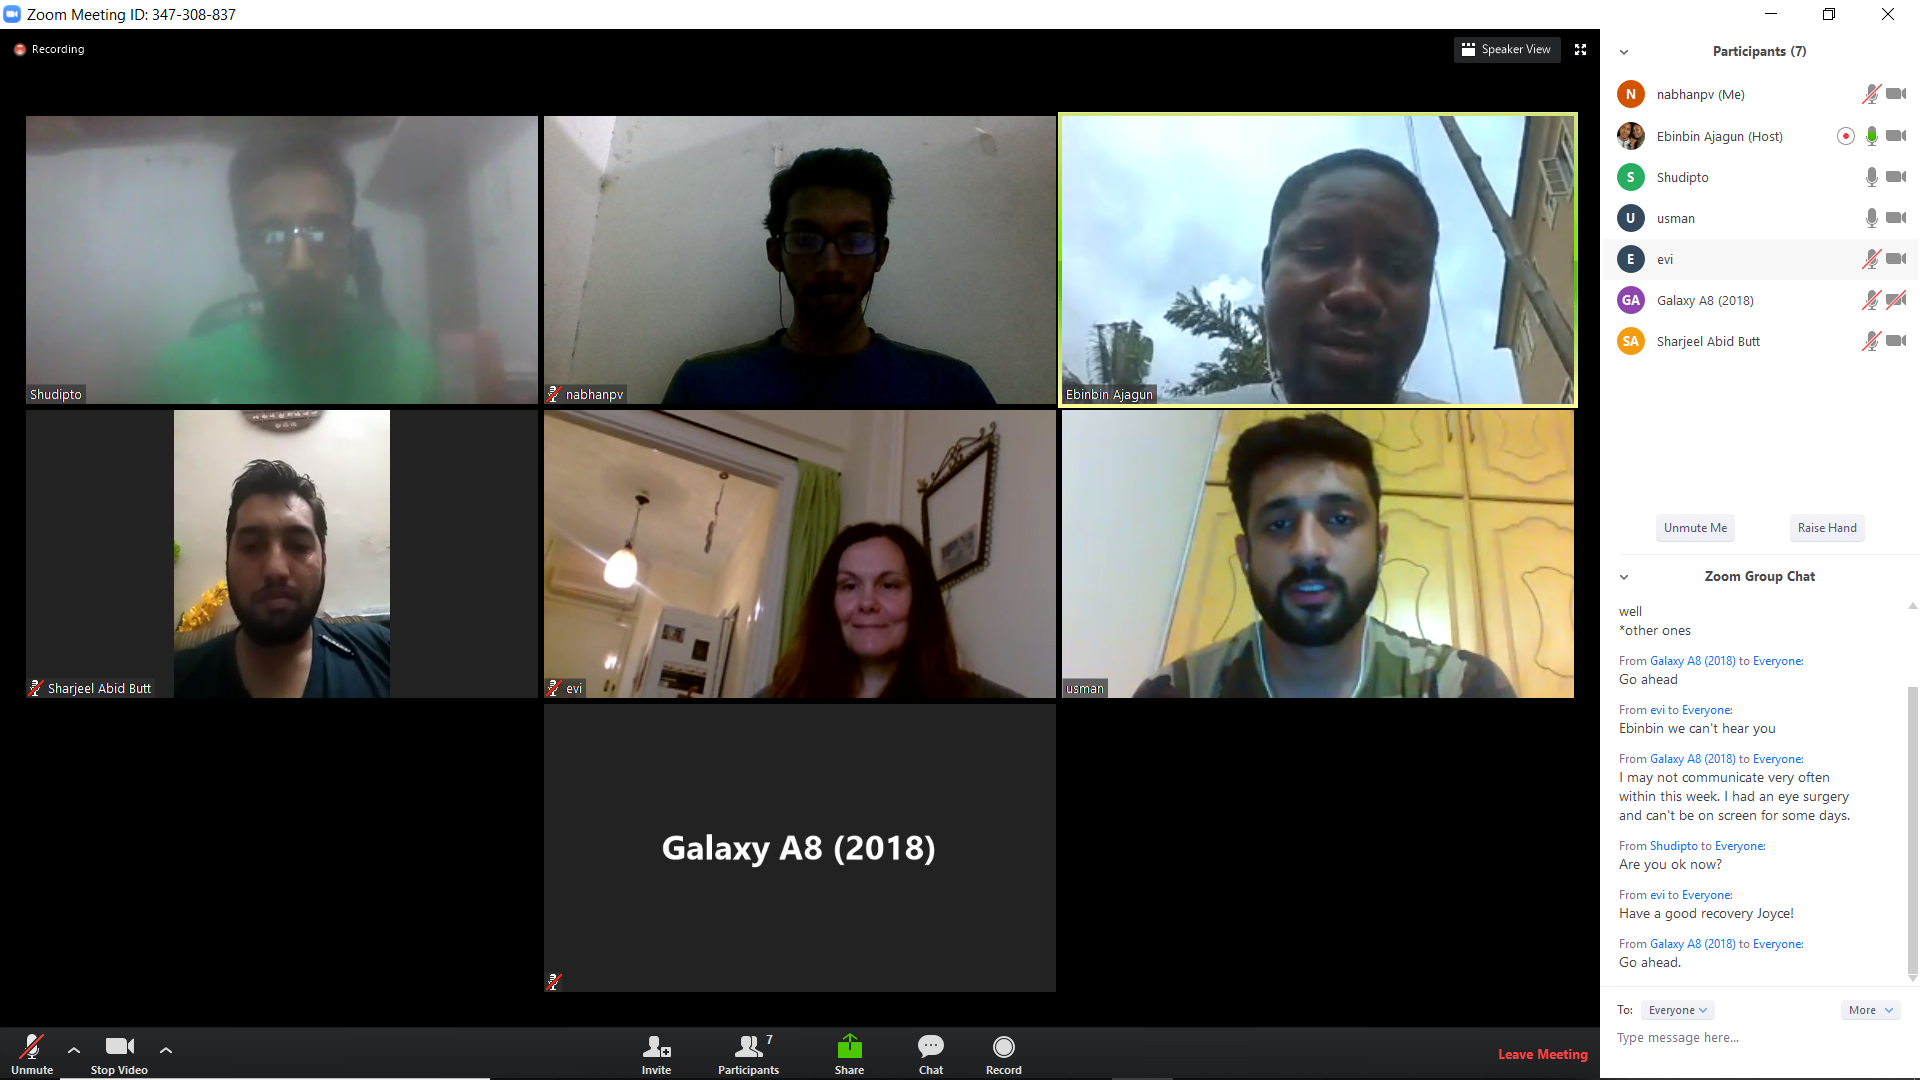 Zoom Meeting ID: 347-308-837
Recording
Speaker View
Shudipto
nabhanpv
Ebinbin Ajagun
Sharjeel Abid Butt
evi
usman
Galaxy A8 (2018)
Unmute
Stop Video
Invite
Participants
7
Share
Chat
Record
Leave Meeting
Participants (7)
N nabhanpv (Me)
Ebinbin Ajagun (Host)
S Shudipto
U usman
E evi
GA Galaxy A8 (2018)
SA Sharjeel Abid Butt
Unmute Me Raise Hand
Zoom Group Chat
well
*other ones
From Galaxy A8 (2018) to Everyone:
Go ahead
From evi to Everyone:
Ebinbin we can't hear you
From Galaxy A8 (2018) to Everyone:
I may not communicate very often
within this week. I had an eye surgery
and can't be on screen for some days.
From Shudipto to Everyone:
Are you ok now?
From evi to Everyone:
Have a good recovery Joyce!
From Galaxy A8 (2018) to Everyone:
Go ahead.
To: Everyone More
Type message here...